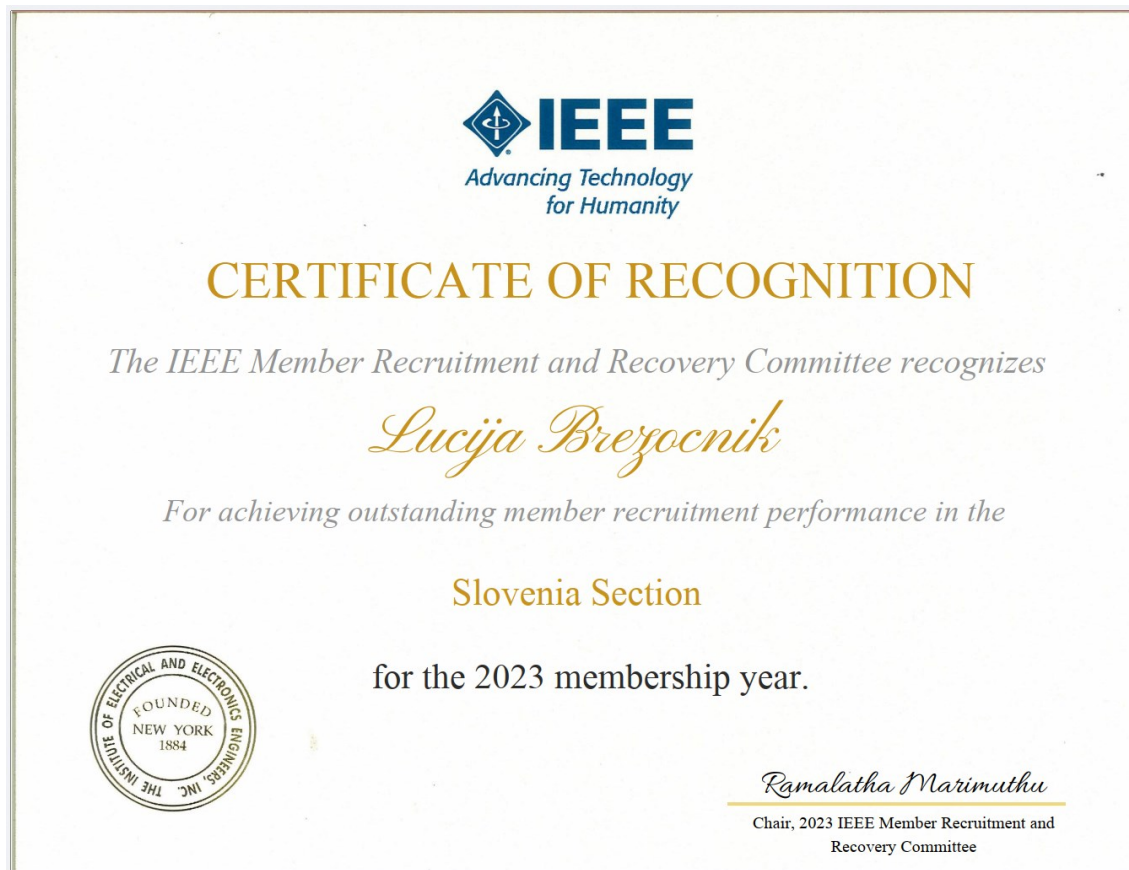 IEEE
Advancing Technology
for Humanity
CERTIFICATE OF RECOGNITION
The IEEE Member Recruitment and Recovery Committee recognizes
Lucija Brezocnik
For achieving outstanding member recruitment performance in the
Slovenia Section
for the 2023 membership year.
THE INSTITUTE OF ELECTRICAL AND ELECTRONICS ENGINEERS, INC.
FOUNDED
NEW YORK
1884
Ramalatha Marimuthu
Chair, 2023 IEEE Member Recruitment and
Recovery Committee